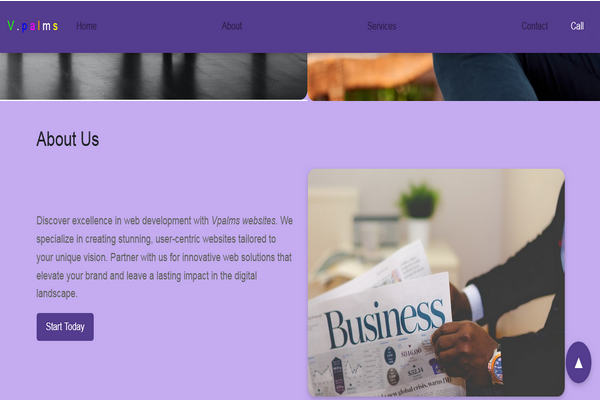 V.palms Home About Services Contact Call
About Us
Discover excellence in web development with Vpalms websites. We
specialize in creating stunning, user-centric websites tailored to
your unique vision. Partner with us for innovative web solutions that
elevate your brand and leave a lasting impact in the digital
landscape.
Start Today
Business